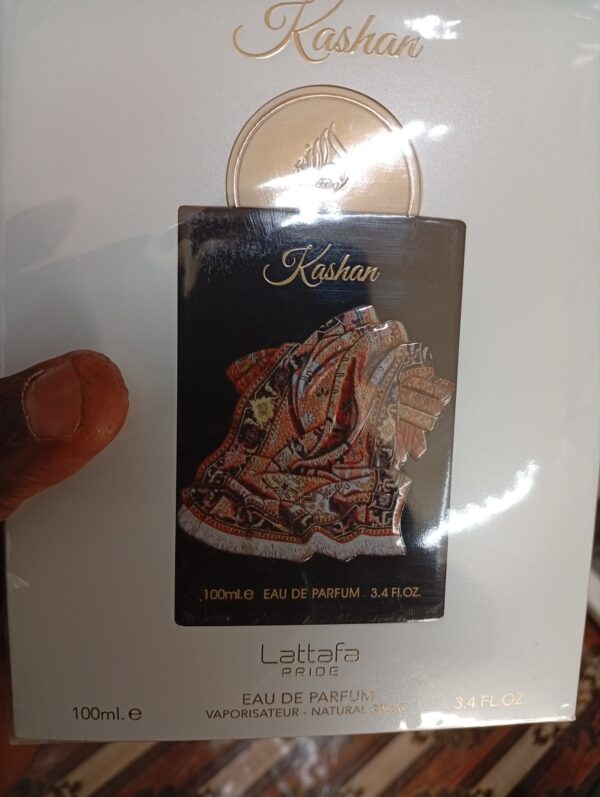 Kashan
Kashan
100ml.e EAU DE PARFUM 3.4 Fl.OZ.
Lattafa
PRIDE
EAU DE PARFUM
VAPORISATEUR - NATURAL SPRAY
100ml. e
3.4 FL.OZ.